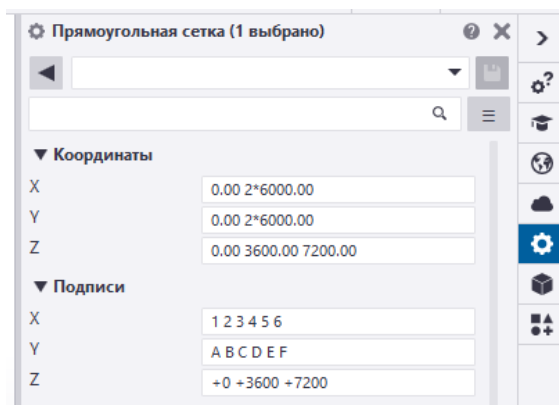 Прямоугольная сетка (1 выбрано)
Координаты
X 0.00 2*6000.00
Y 0.00 2*6000.00
Z 0.00 3600.00 7200.00
Подписи
X 1 2 3 4 5 6
Y A B C D E F
Z +0 +3600 +7200